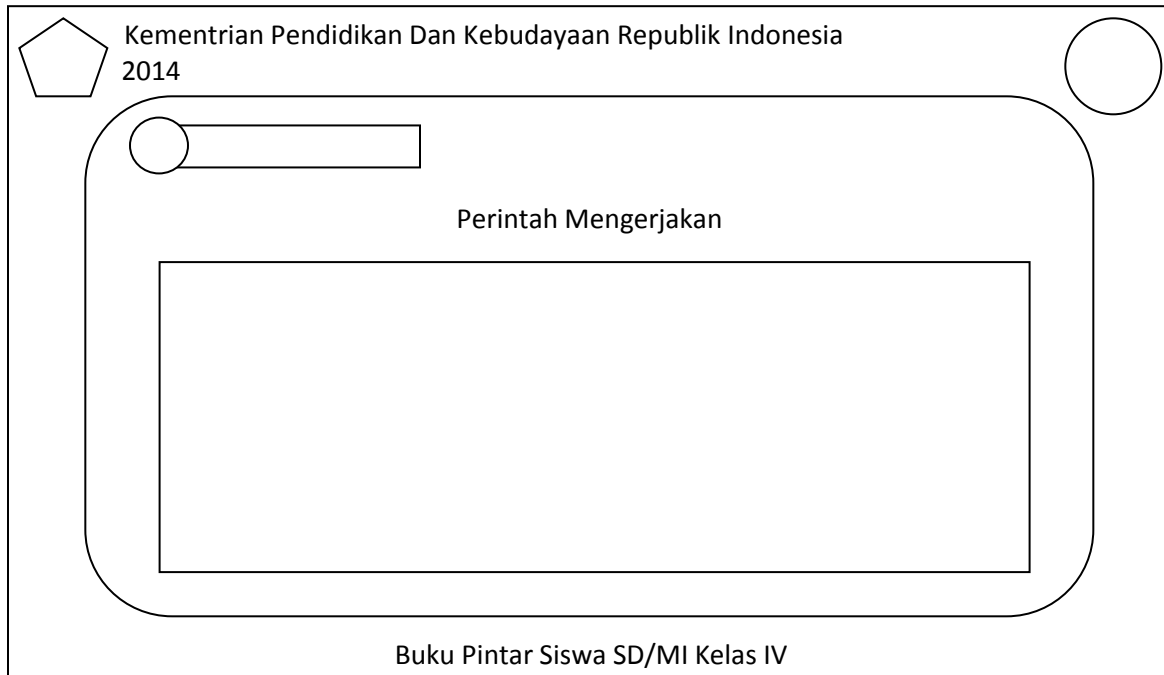 Kementrian Pendidikan Dan Kebudayaan Republik Indonesia
2014
Perintah Mengerjakan
Buku Pintar Siswa SD/MI Kelas IV